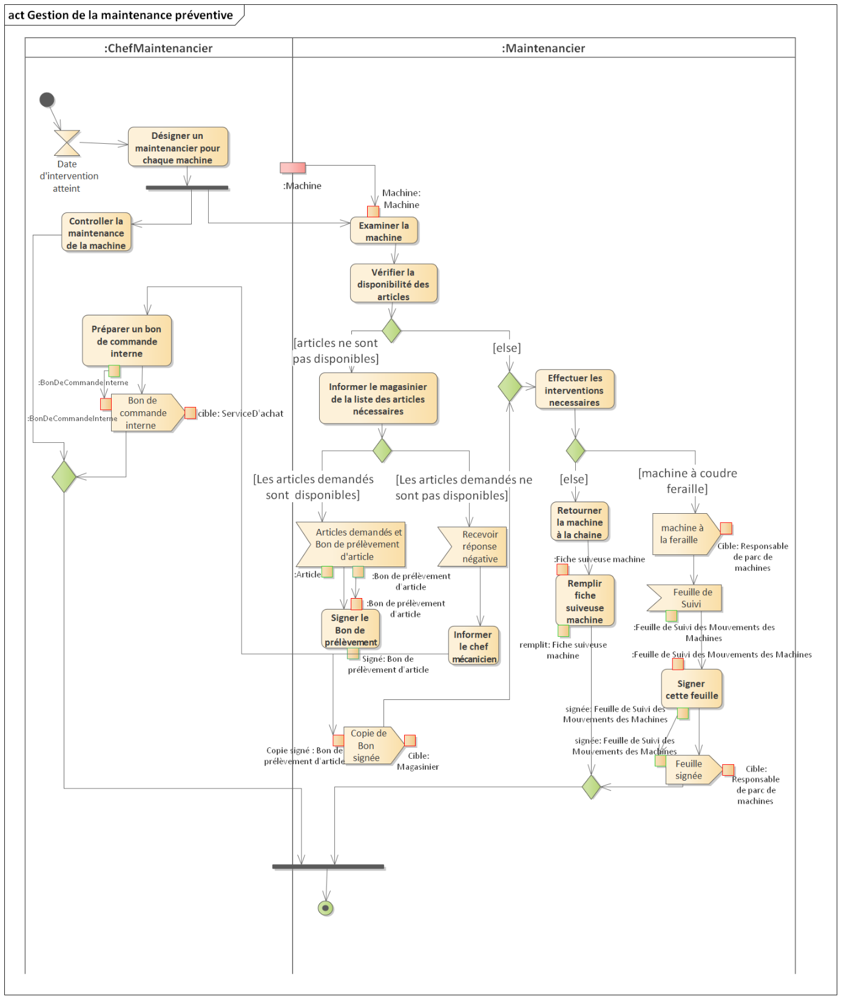 act Gestion de la maintenance préventive
:ChefMaintenancier
:Maintenancier
Date
d'intervention
atteint
Désigner un
maintenancier pour
chaque machine
:Machine
Machine:
Machine
Controller la
maintenance
de la machine
Examiner la
machine
Vérifier la
disponibilité des
articles
Préparer un bon
de commande
interne
[articles ne sont
pas disponibles]
[else]
:BonDeCommandeInterne
:BonDeCommandeInterne
Bon de
commande
interne
cible: ServiceD'achat
Informer le magasinier
de la liste des articles
nécessaires
Effectuer les
interventions
necessaires
[Les articles demandés
sont  disponibles]
[Les articles demandés ne
sont pas disponibles]
[else]
[machine à coudre
feraille]
Articles demandés et
Bon de prélèvement
d'article
Recevoir
réponse
négative
Retourner
la machine
à la chaine
machine à
la feraille
Cible: Responsable
de parc de
machines
:Article
:Bon de prélèvement
d'article
:Bon de prélèvement
d'article
:Fiche suiveuse machine
Remplir
fiche
suiveuse
machine
Feuille de
Suivi
:Feuille de Suivi des Mouvements des
Machines
Signer le
Bon de
prélèvement
Informer
le chef
mécanicien
remplit: Fiche suiveuse
machine
:Feuille de Suivi des Mouvements des Machines
Signé: Bon de
prélèvement d'article
Signer
cette feuille
signée: Feuille de Suivi des
Mouvements des Machines
signée: Feuille de Suivi des
Mouvements des Machines
Copie signé : Bon de
prélèvement d'article
Copie de
Bon
signée
Cible:
Magasinier
Feuille
signée
Cible:
Responsable
de parc de
machines